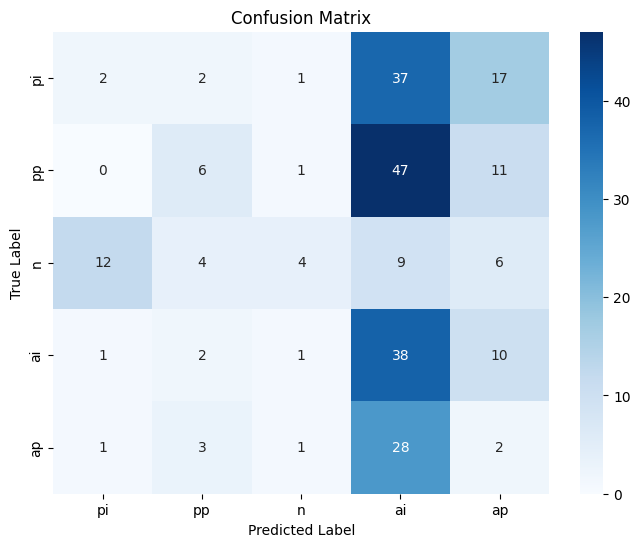 Confusion Matrix
pi 2 2 1 37 17
pp 0 6 1 47 11
n 12 4 4 9 6
ai 1 2 1 38 10
ap 1 3 1 28 2
pi pp n ai ap
True Label
Predicted Label
40
30
20
10
0